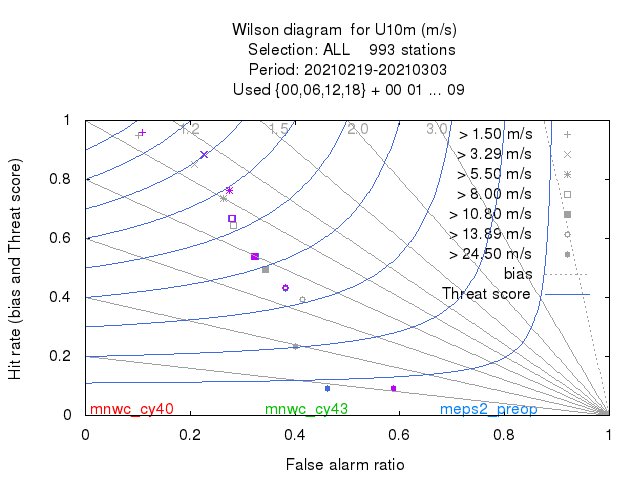 Wilson diagram  for U10m (m/s)
Selection: ALL    993 stations
Period: 20210219-20210303
Used {00,06,12,18} + 00 01 ... 09
1
0.8
0.6
0.4
0.2
0
Hit rate (bias and Threat score)
1.2
1.5
2.0
3.0
> 1.50 m/s
> 3.29 m/s
> 5.50 m/s
> 8.00 m/s
> 10.80 m/s
> 13.89 m/s
> 24.50 m/s
bias
Threat score
mnwc_cy40 mnwc_cy43 meps2_preop
0 0.2 0.4 0.6 0.8 1
False alarm ratio